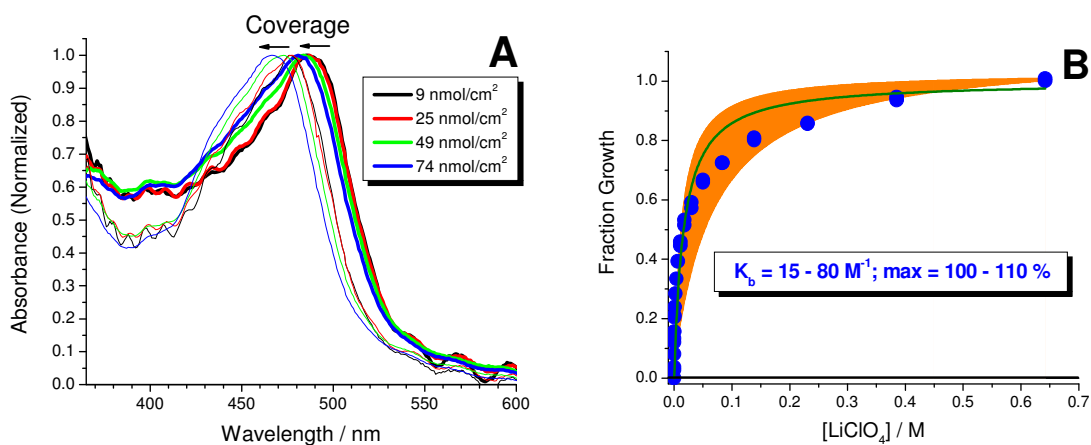 Coverage
A
9 nmol/cm²
25 nmol/cm²
49 nmol/cm²
74 nmol/cm²
Absorbance (Normalized)
1.0
0.9
0.8
0.7
0.6
0.5
0.4
0.3
0.2
0.1
0.0
400
450
500
550
600
Wavelength / nm
B
Fraction Growth
1.0
0.8
0.6
0.4
0.2
0.0
K_b = 15 - 80 M⁻¹; max = 100 - 110 %
0.0
0.1
0.2
0.3
0.4
0.5
0.6
0.7
[LiClO₄] / M